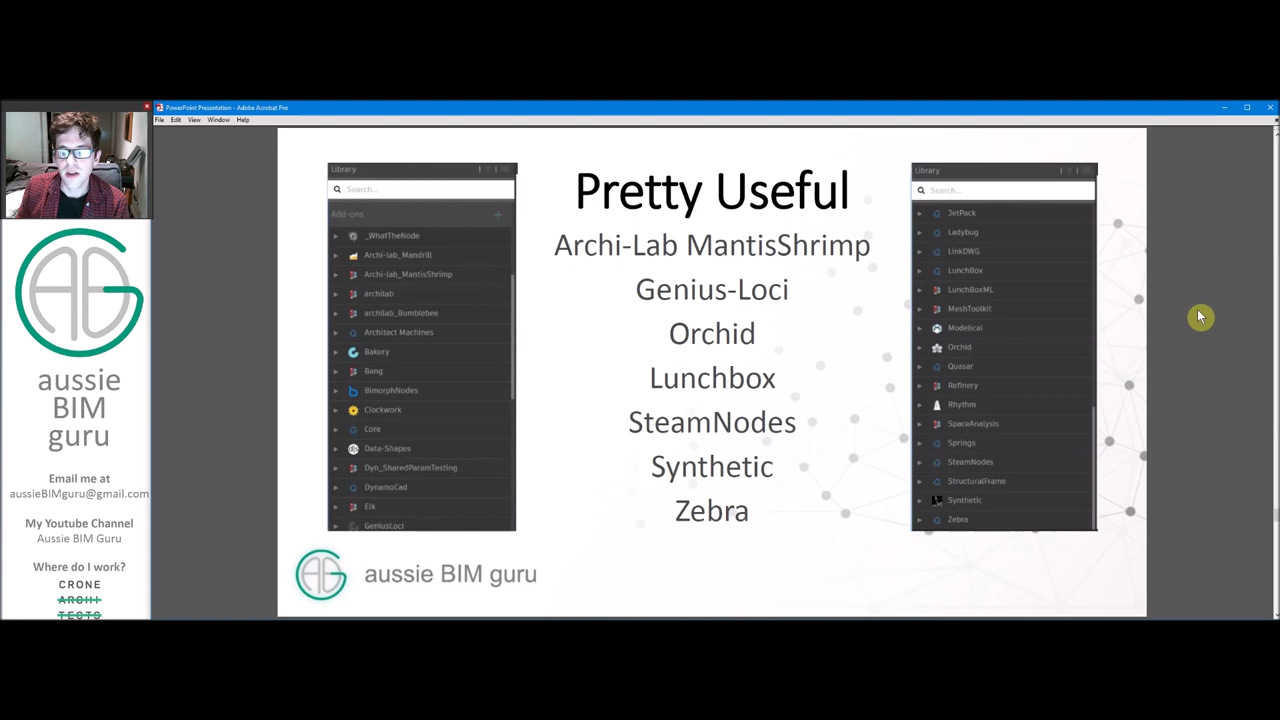 PowerPoint Presentation - Adobe Acrobat Pro
File Edit View Window Help
aussie
BIM
guru
Email me at
aussieBIMguru@gmail.com
My Youtube Channel
Aussie BIM Guru
Where do I work?
CRONE
ARCHI
TECTS
Library
Search...
Add-ons
_WhatTheNode
Archi-lab_Mandrill
Archi-lab_MantisShrimp
archilab
archilab_Bumblebee
Architect Machines
Bakery
Bang
BimorphNodes
Clockwork
Core
Data-Shapes
Dyn_SharedParamTesting
DynamoCad
Elk
GeniusLoci
Pretty Useful
Archi-Lab MantisShrimp
Genius-Loci
Orchid
Lunchbox
SteamNodes
Synthetic
Zebra
Library
Search...
JetPack
Ladybug
LinkDWG
LunchBox
LunchBoxML
MeshToolkit
Modelical
Orchid
Quasar
Refinery
Rhythm
SpaceAnalysis
Springs
SteamNodes
StructuralFrame
Synthetic
Zebra
aussie BIM guru